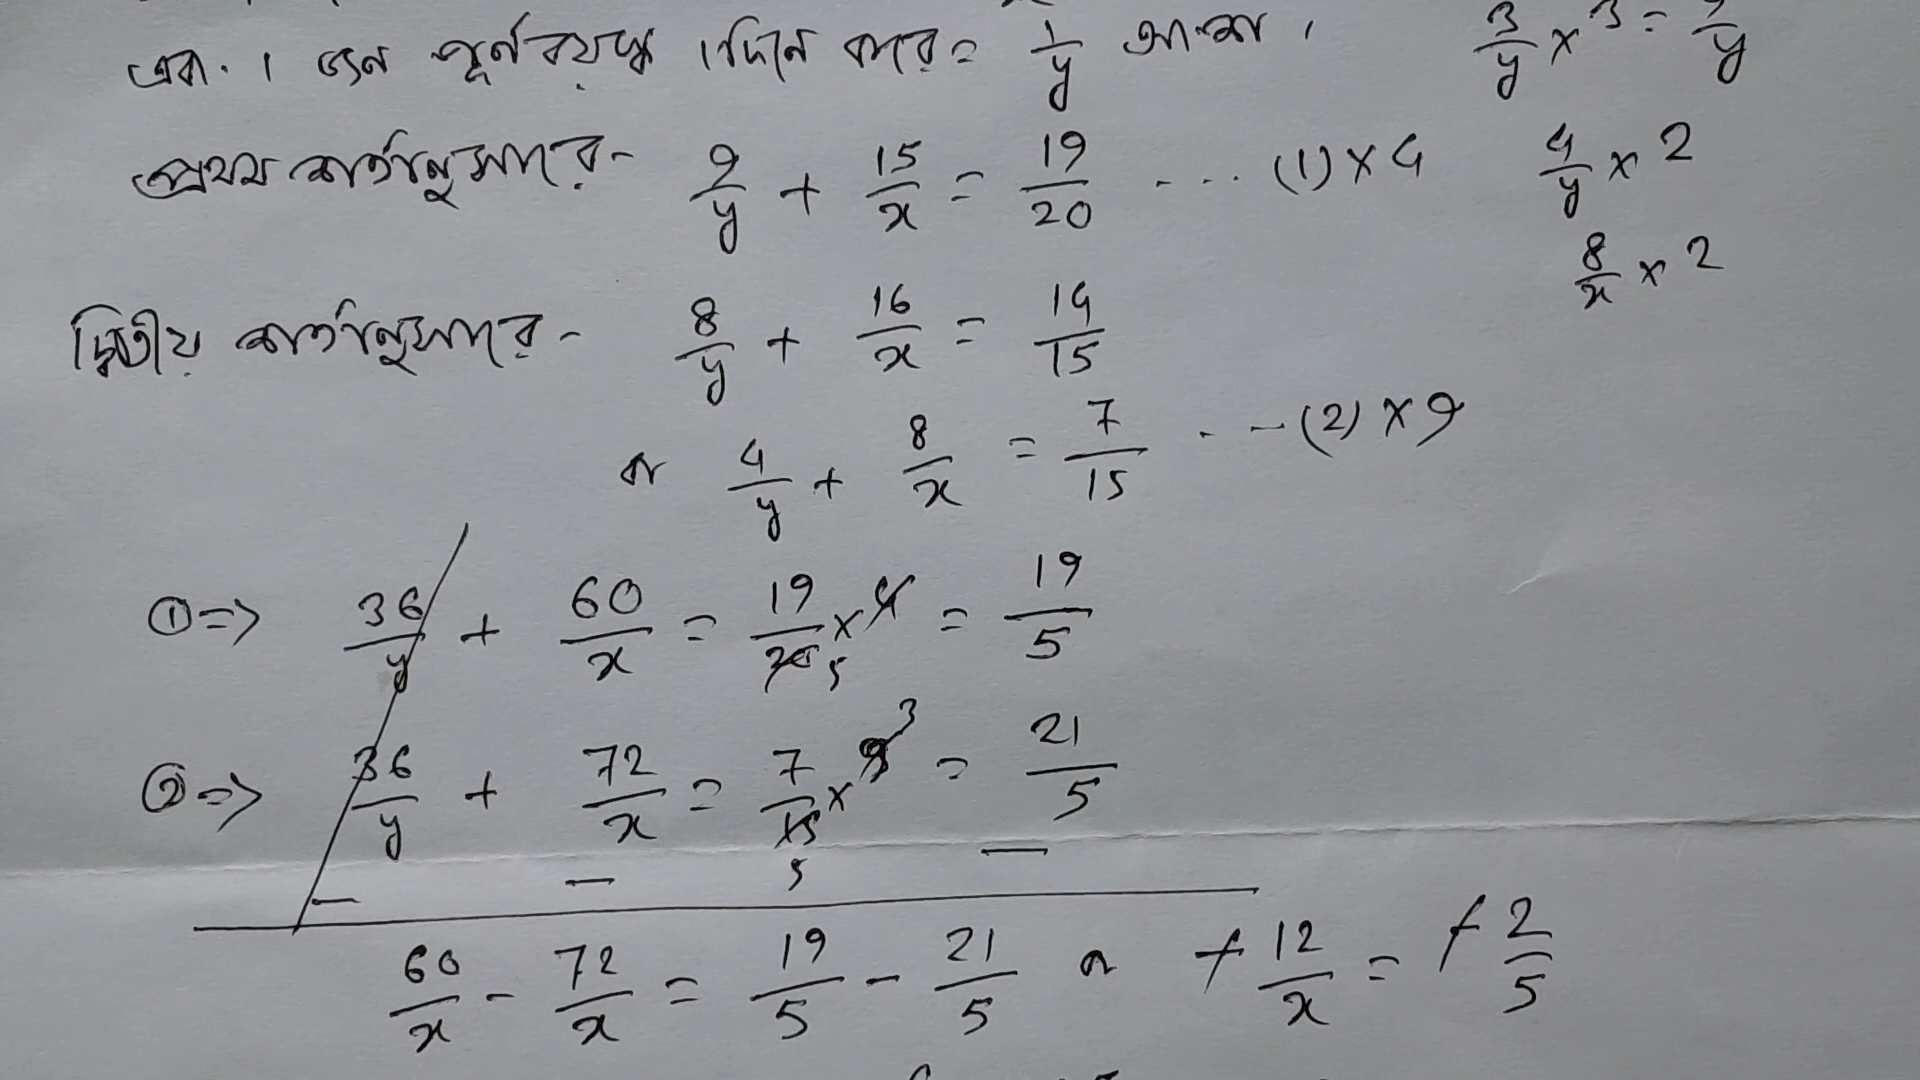 এবং ১ জন পূর্ণবয়স্ক ১দিনে করে = 1/y অংশ । 3/y × 3 = 9/y
প্রথম শর্তানুসারে- 9/y + 15/x = 19/20 .... (1) × 4 4/y × 2
8/x × 2
দ্বিতীয় শর্তানুসারে- 8/y + 16/x = 14/15
বা 4/y + 8/x = 7/15 ... (2) × 9
① => 36/y + 60/x = 19/20 × 4 = 19/5
5
② => 36/y + 72/x = 7/15 × 9 = 21/5
3
5
— — —
60/x - 72/x = 19/5 - 21/5 বা - 12/x = - 2/5